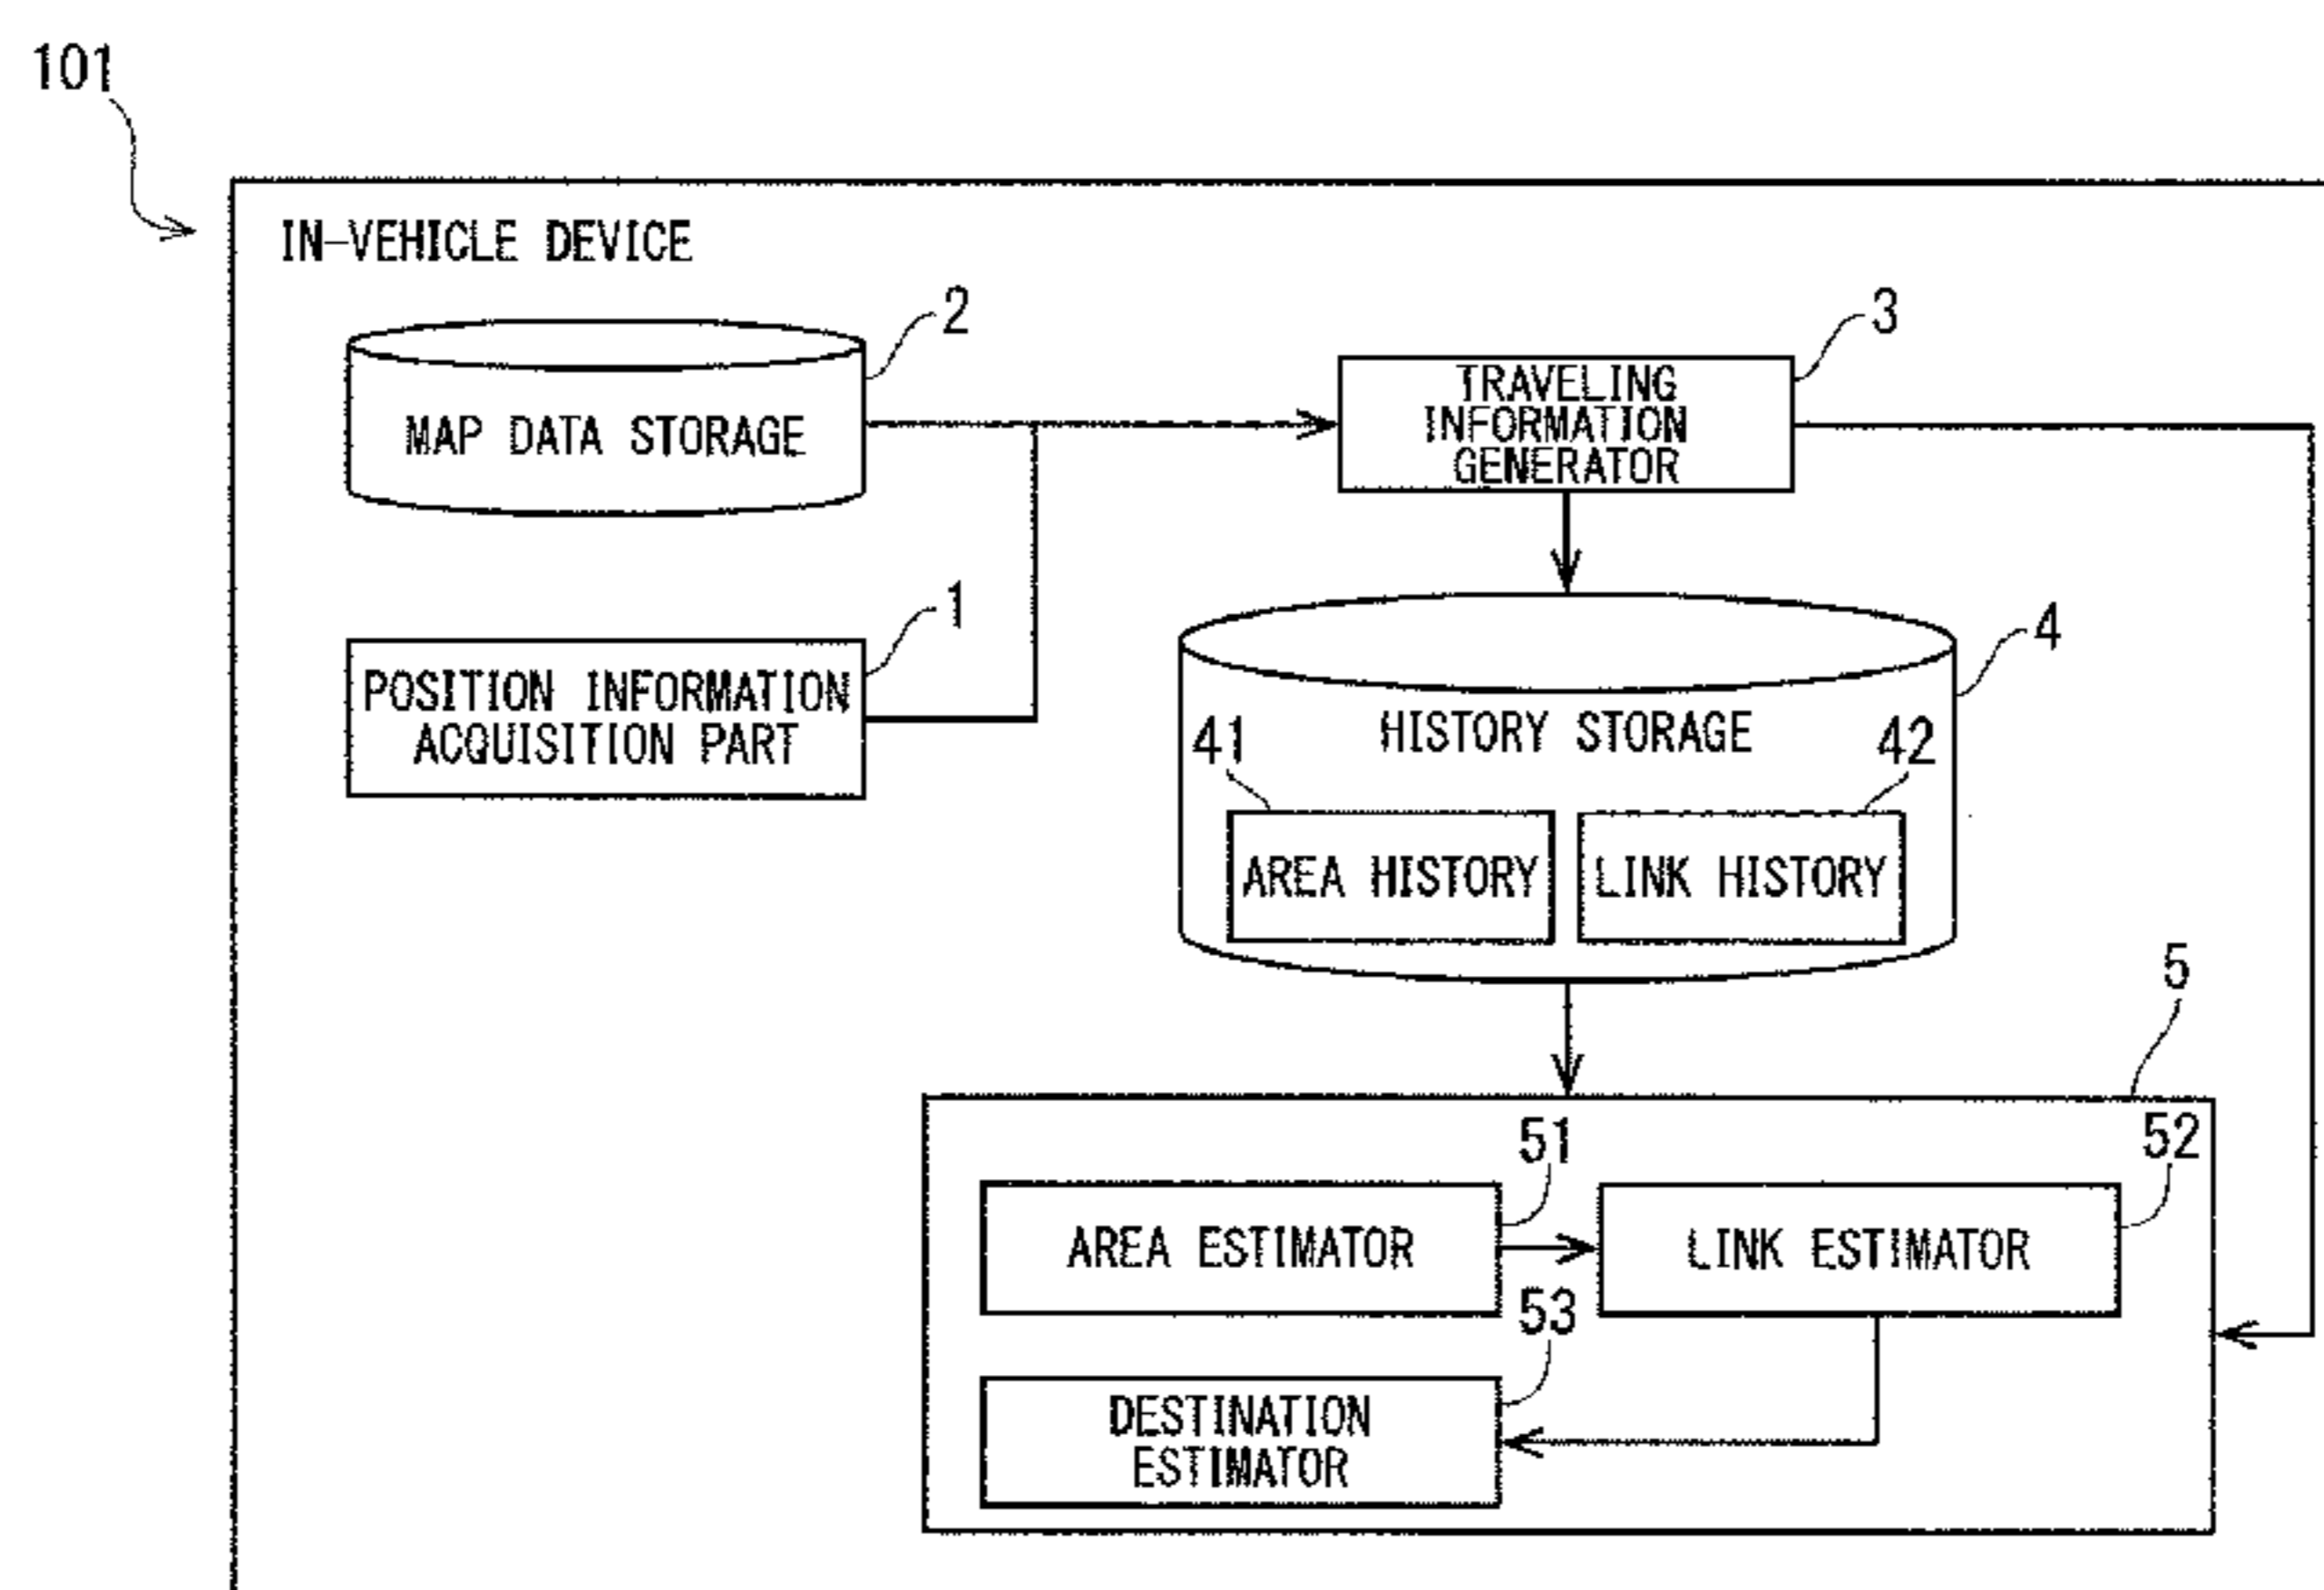 101
IN-VEHICLE DEVICE
2
MAP DATA STORAGE
3
TRAVELING
INFORMATION
GENERATOR
1
POSITION INFORMATION
ACQUISITION PART
4
HISTORY STORAGE
41
42
AREA HISTORY
LINK HISTORY
5
51
AREA ESTIMATOR
52
LINK ESTIMATOR
53
DESTINATION
ESTIMATOR